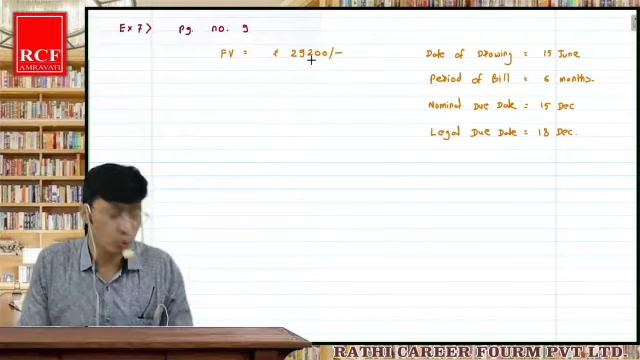 RCF
AMRAVATI
Ex 7> pg. no. 9
FV = ₹ 29200/-
Date of Drowing = 15 June
Period of Bill = 6 months.
Nominal Due Date = 15 Dec
Legal Due Date = 18 Dec.
RATHI CAREER FOURM PVT LTD.